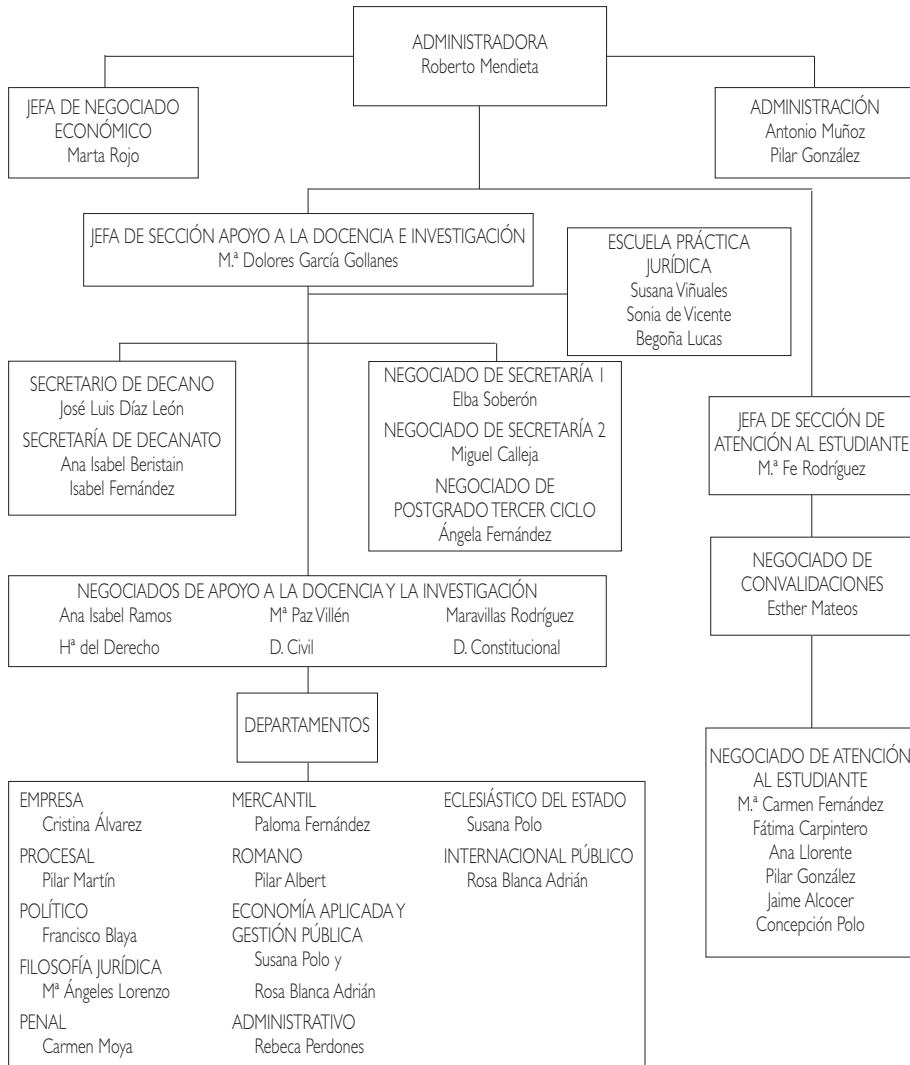 ADMINISTRADORA
Roberto Mendieta
JEFA DE NEGOCIADO
ECONÓMICO
Marta Rojo
ADMINISTRACIÓN
Antonio Muñoz
Pilar González
JEFA DE SECCIÓN APOYO A LA DOCENCIA E INVESTIGACIÓN
M.ª Dolores García Gollanes
ESCUELA PRÁCTICA
JURÍDICA
Susana Viñuales
Sonia de Vicente
Begoña Lucas
SECRETARIO DE DECANO
José Luis Díaz León
SECRETARÍA DE DECANATO
Ana Isabel Beristain
Isabel Fernández
NEGOCIADO DE SECRETARÍA 1
Elba Soberón
NEGOCIADO DE SECRETARÍA 2
Miguel Calleja
NEGOCIADO DE
POSTGRADO TERCER CICLO
Ángela Fernández
JEFA DE SECCIÓN DE
ATENCIÓN AL ESTUDIANTE
M.ª Fe Rodríguez
NEGOCIADO DE
CONVALIDACIONES
Esther Mateos
NEGOCIADOS DE APOYO A LA DOCENCIA Y LA INVESTIGACIÓN
Ana Isabel Ramos Mª Paz Villén Maravillas Rodríguez
Hª del Derecho D. Civil D. Constitucional
DEPARTAMENTOS
NEGOCIADO DE ATENCIÓN
AL ESTUDIANTE
M.ª Carmen Fernández
Fátima Carpintero
Ana Llorente
Pilar González
Jaime Alcocer
Concepción Polo
EMPRESA
Cristina Álvarez
PROCESAL
Pilar Martín
POLÍTICO
Francisco Blaya
FILOSOFÍA JURÍDICA
Mª Ángeles Lorenzo
PENAL
Carmen Moya
MERCANTIL
Paloma Fernández
ROMANO
Pilar Albert
ECONOMÍA APLICADA Y
GESTIÓN PÚBLICA
Susana Polo y
Rosa Blanca Adrián
ADMINISTRATIVO
Rebeca Perdones
ECLESIÁSTICO DEL ESTADO
Susana Polo
INTERNACIONAL PÚBLICO
Rosa Blanca Adrián